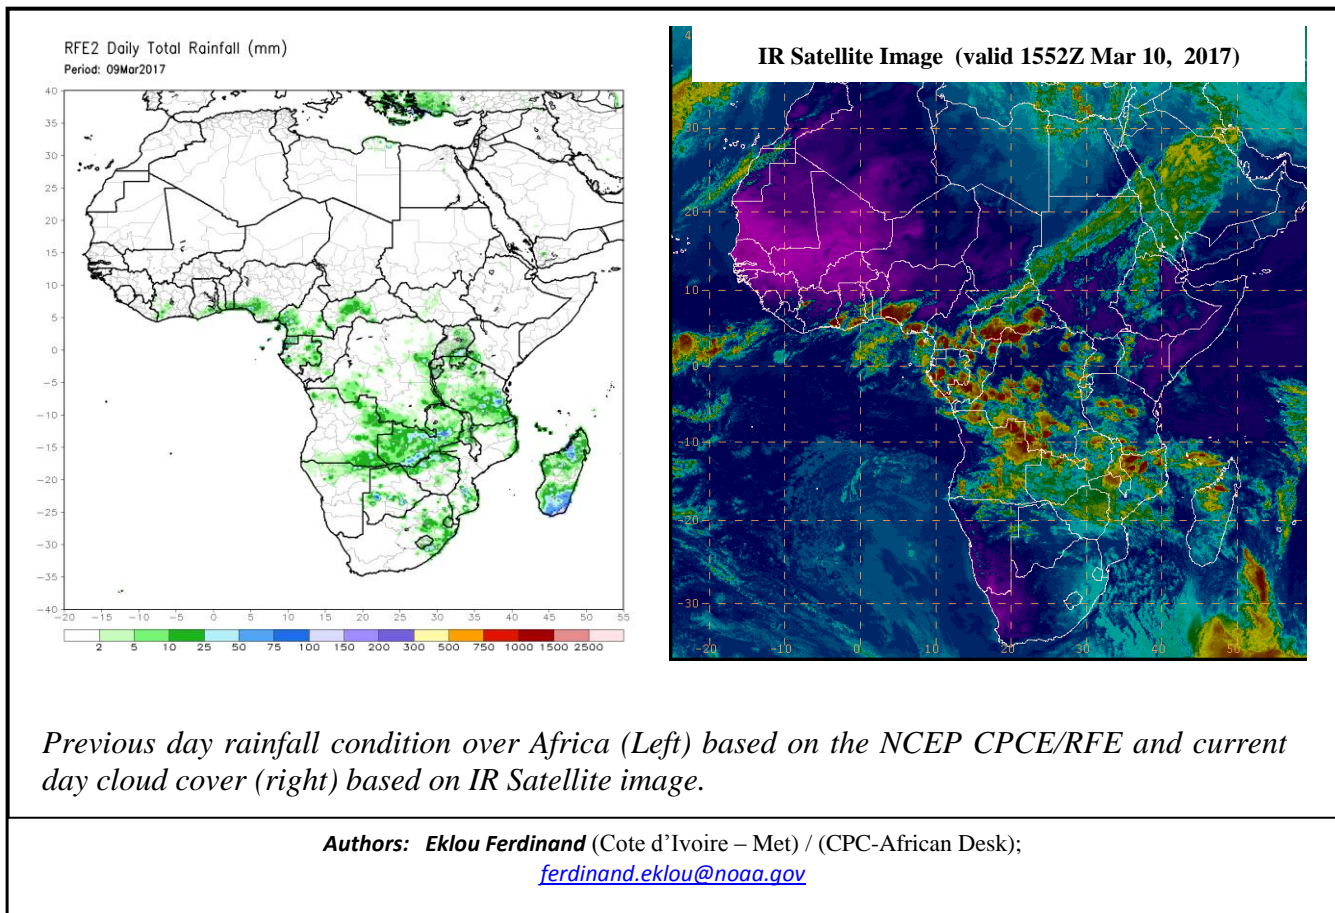 RFE2 Daily Total Rainfall (mm)
Period: 09Mar2017
40
35
30
25
20
15
10
5
0
−5
−10
−15
−20
−25
−30
−35
−40
−20 −15 −10 −5 0 5 10 15 20 25 30 35 40 45 50 55
2 5 10 25 50 75 100 150 200 300 500 750 1000 1500 2500
IR Satellite Image (valid 1552Z Mar 10, 2017)
4
30
20
10
0
-10
-20
-30
-20 -10 0 10 20 30 40 50
Previous day rainfall condition over Africa (Left) based on the NCEP CPCE/RFE and current
day cloud cover (right) based on IR Satellite image.
Authors: Eklou Ferdinand (Cote d’Ivoire – Met) / (CPC-African Desk);
ferdinand.eklou@noaa.gov